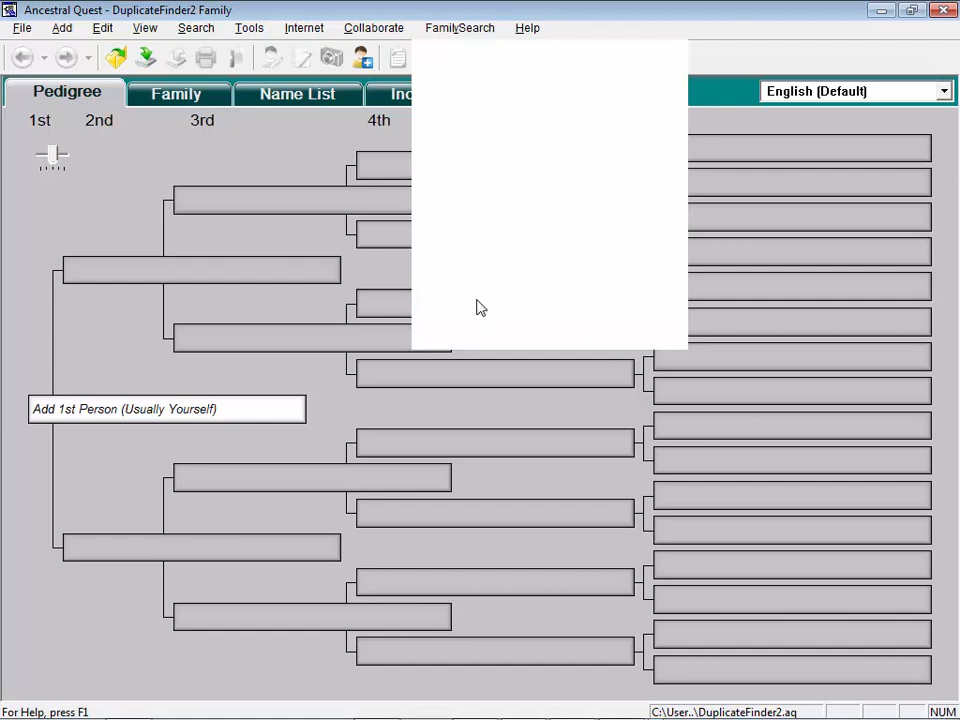 Ancestral Quest - DuplicateFinder2 Family
File Add Edit View Search Tools Internet Collaborate FamilySearch Help
Pedigree Family Name List
English (Default)
1st 2nd 3rd 4th
Add 1st Person (Usually Yourself)
For Help, press F1 C:\User..\DuplicateFinder2.aq NUM